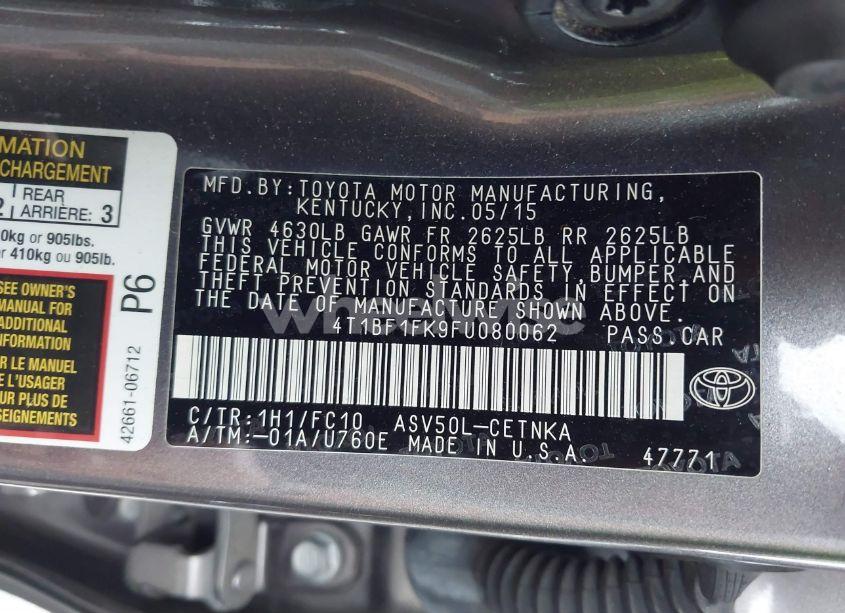 MATION
CHARGEMENT
REAR
2 ARRIÈRE: 3
0kg or 905lbs.
r 410kg ou 905lb.
SEE OWNER'S
MANUAL FOR
ADDITIONAL
INFORMATION
R LE MANUEL
E L'USAGER
UR PLUS DE
SEIGNEMENTS
P6
42661-06712
MFD.BY:TOYOTA MOTOR MANUFACTURING,
KENTUCKY,INC.05/15
GVWR 4630LB GAWR FR 2625LB RR 2625LB
THIS VEHICLE CONFORMS TO ALL APPLICABLE
FEDERAL MOTOR VEHICLE SAFETY,BUMPER,AND
THEFT PREVENTION STANDARDS IN EFFECT ON
THE DATE OF MANUFACTURE SHOWN ABOVE.
4T1BF1FK9FU080062 PASS CAR
C/TR:1H1/FC10 ASV50L-CETNKA
A/TM:-01A/U760E MADE IN U.S.A. 47771